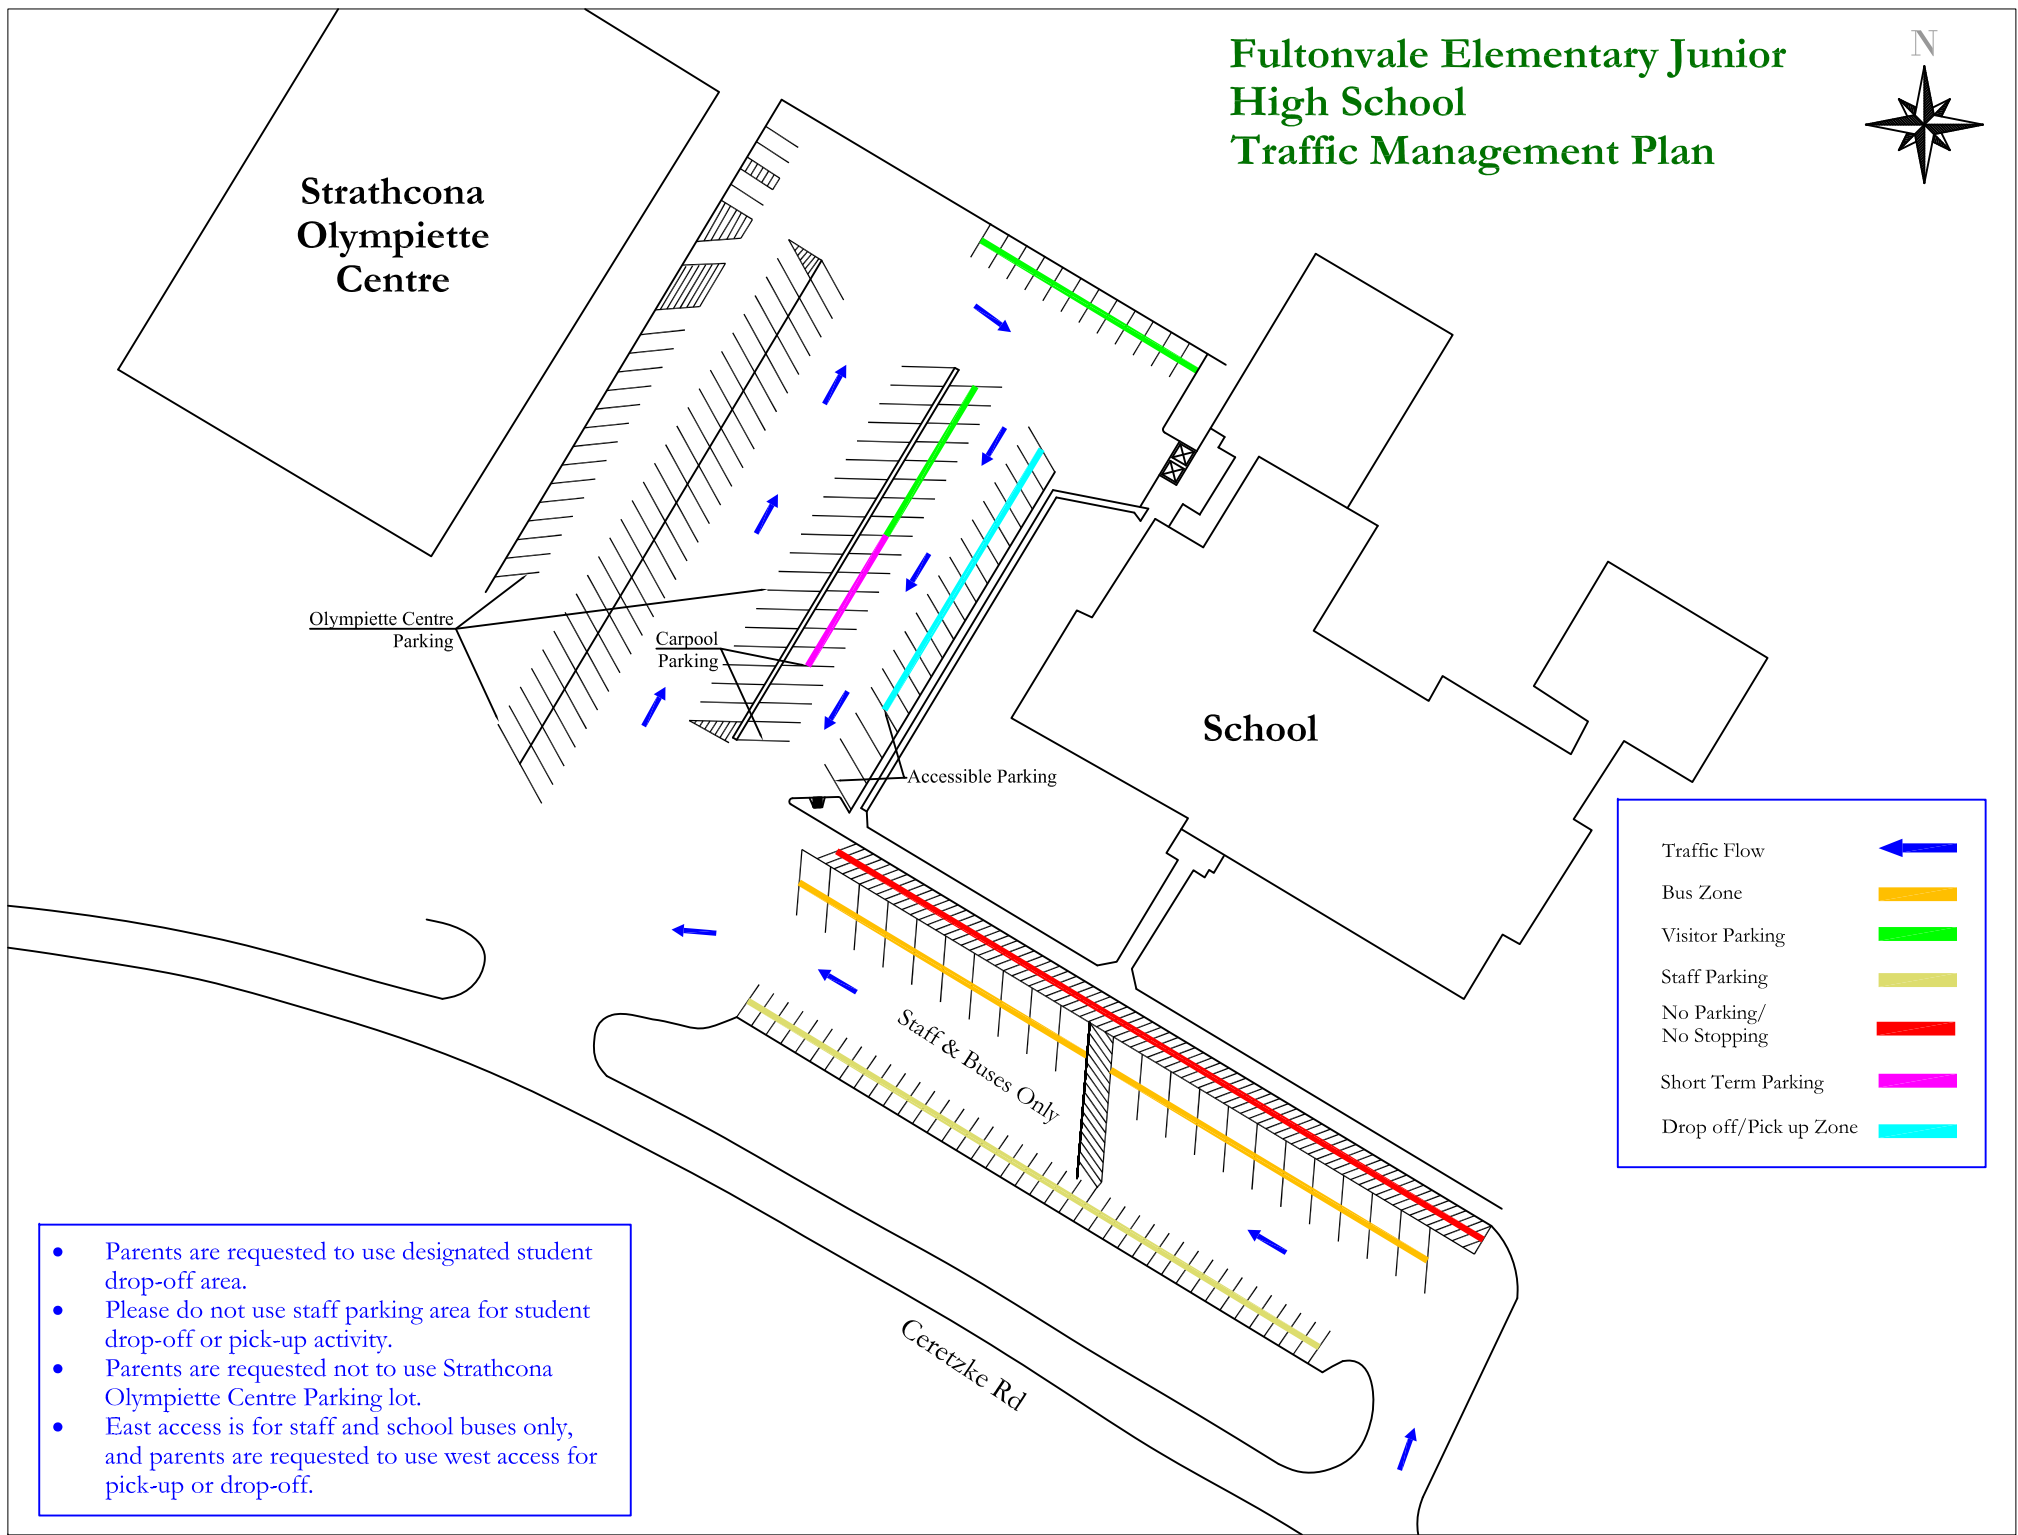 Fultonvale Elementary Junior
High School
Traffic Management Plan
N
Strathcona
Olympiette
Centre
Olympiette Centre
Parking
Carpool
Parking
Accessible Parking
School
Traffic Flow
Bus Zone
Visitor Parking
Staff Parking
No Parking/
No Stopping
Short Term Parking
Drop off/Pick up Zone
Staff & Buses Only
Ceretzke Rd
• Parents are requested to use designated student
drop-off area.
• Please do not use staff parking area for student
drop-off or pick-up activity.
• Parents are requested not to use Strathcona
Olympiette Centre Parking lot.
• East access is for staff and school buses only,
and parents are requested to use west access for
pick-up or drop-off.